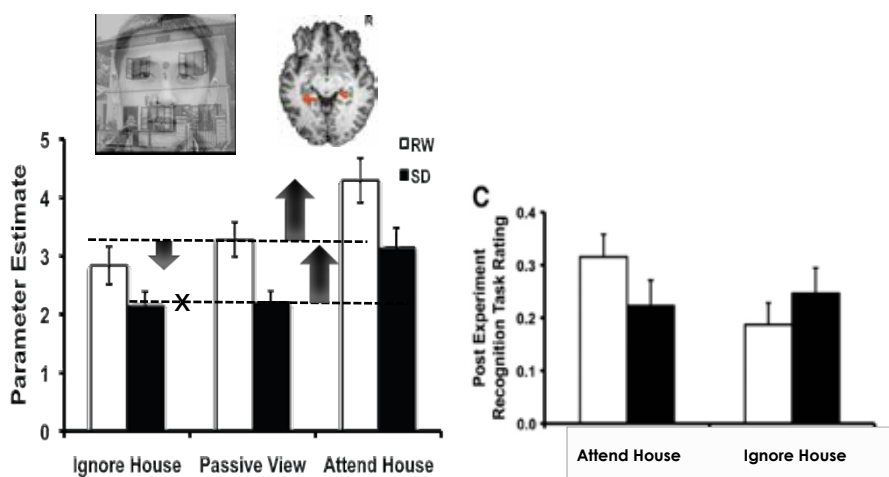 R
5
4
3
2
1
0
Parameter Estimate
RW
SD
X
Ignore House Passive View Attend House
C
0.4
0.3
0.2
0.1
0.0
Post Experiment
Recognition Task Rating
Attend House Ignore House